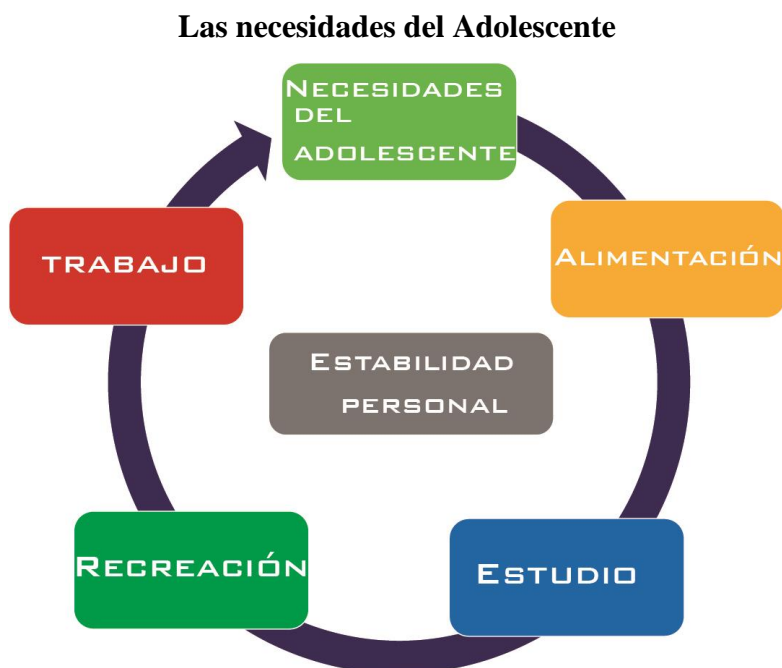 Las necesidades del Adolescente
NECESIDADES
DEL
ADOLESCENTE
ALIMENTACIÓN
ESTUDIO
RECREACIÓN
TRABAJO
ESTABILIDAD
PERSONAL